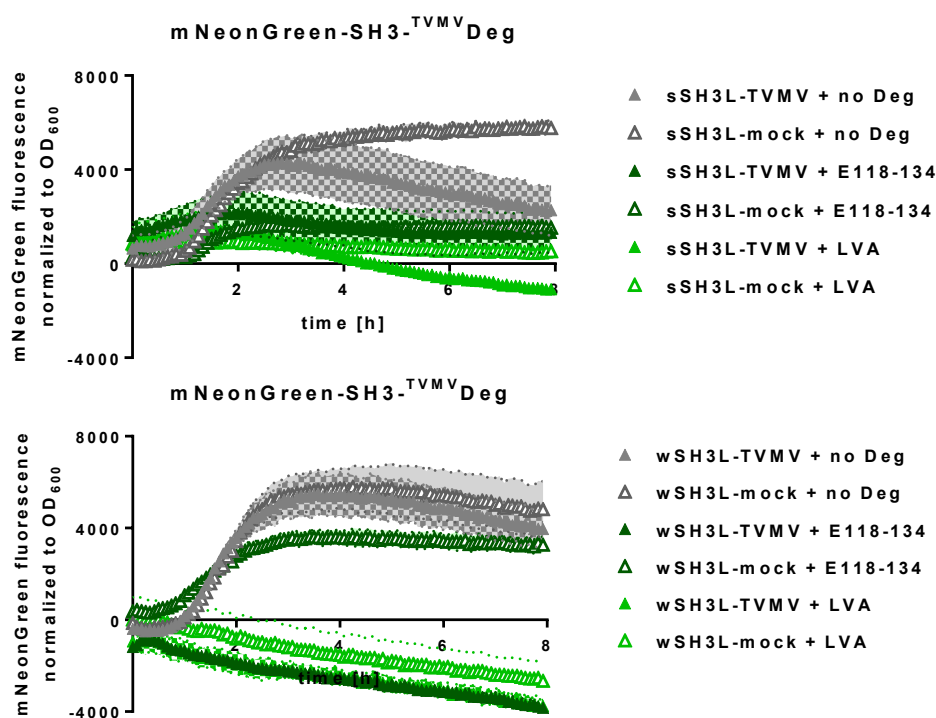 mNeonGreen-SH3-TVMVDeg
mNeonGreen fluorescence
normalized to OD600
8000
4000
0
-4000
2
4
6
8
time [h]
sSH3L-TVMV + no Deg
sSH3L-mock + no Deg
sSH3L-TVMV + E118-134
sSH3L-mock + E118-134
sSH3L-TVMV + LVA
sSH3L-mock + LVA
mNeonGreen-SH3-TVMVDeg
mNeonGreen fluorescence
normalized to OD600
8000
4000
0
-4000
2
4
6
8
time [h]
wSH3L-TVMV + no Deg
wSH3L-mock + no Deg
wSH3L-TVMV + E118-134
wSH3L-mock + E118-134
wSH3L-TVMV + LVA
wSH3L-mock + LVA